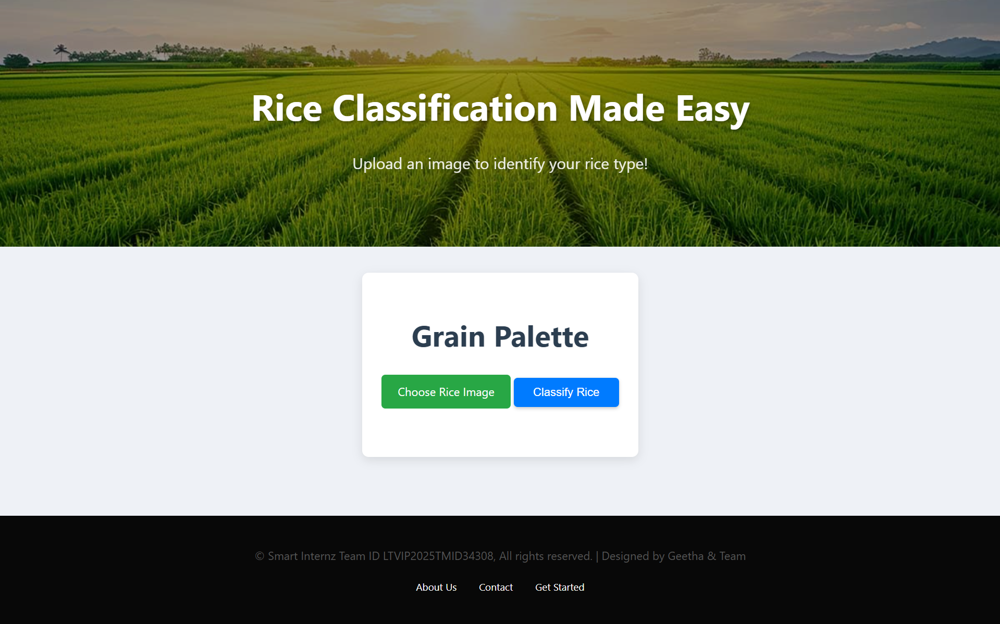 Rice Classification Made Easy
Upload an image to identify your rice type!
Grain Palette
Choose Rice Image Classify Rice
© Smart Internz Team ID LTVIP2025TMID34308, All rights reserved. | Designed by Geetha & Team
About Us Contact Get Started